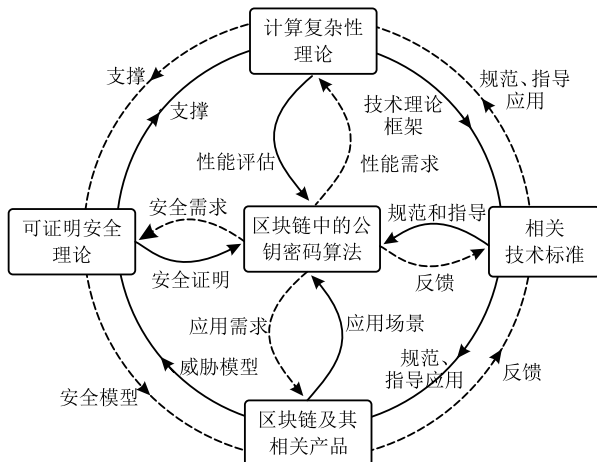 计算复杂性
理论
支撑
规范、指导
应用
支撑
技术理论
框架
性能评估
性能需求
安全需求
规范和指导
可证明安全
理论
区块链中的公
钥密码算法
相关
技术标准
安全证明
反馈
应用需求
应用场景
威胁模型
规范、
指导应用
安全模型
反馈
区块链及其
相关产品